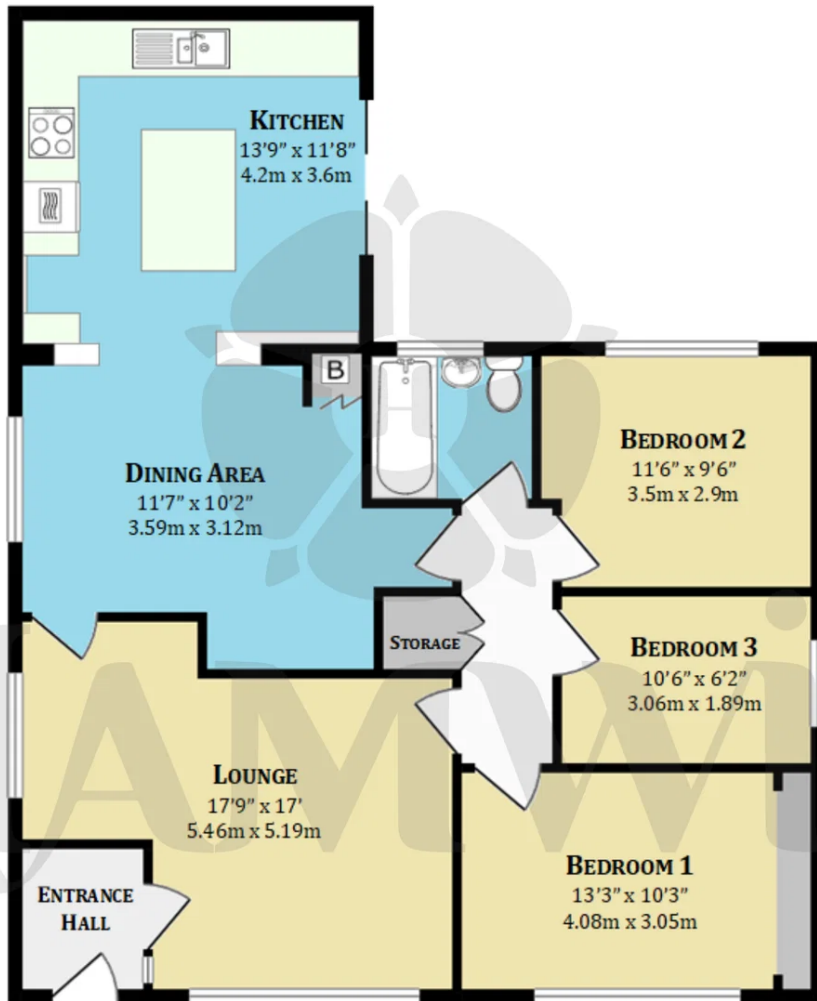 KITCHEN
13'9" x 11'8"
4.2m x 3.6m
B
DINING AREA
11'7" x 10'2"
3.59m x 3.12m
BEDROOM 2
11'6" x 9'6"
3.5m x 2.9m
STORAGE
BEDROOM 3
10'6" x 6'2"
3.06m x 1.89m
LOUNGE
17'9" x 17'
5.46m x 5.19m
BEDROOM 1
13'3" x 10'3"
4.08m x 3.05m
ENTRANCE
HALL